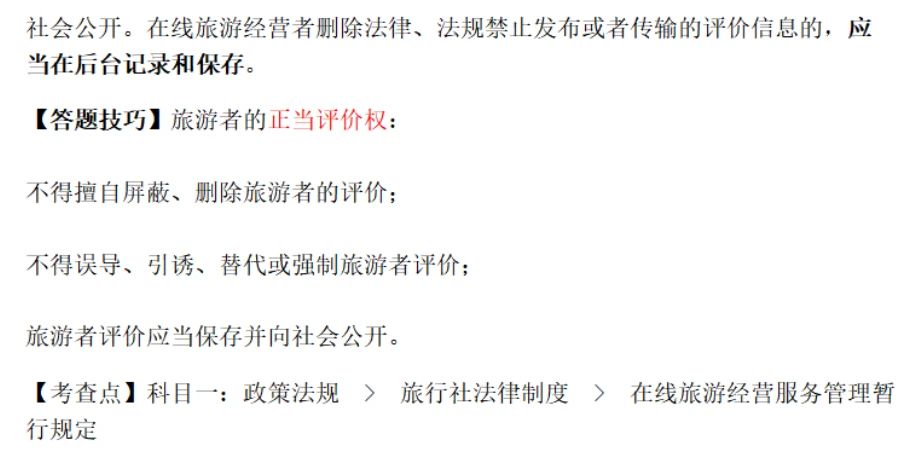 社会公开。在线旅游经营者删除法律、法规禁止发布或者传输的评价信息的，应
当在后台记录和保存。
【答题技巧】旅游者的正当评价权：
不得擅自屏蔽、删除旅游者的评价；
不得误导、引诱、替代或强制旅游者评价；
旅游者评价应当保存并向社会公开。
【考查点】科目一：政策法规 > 旅行社法律制度 > 在线旅游经营服务管理暂
行规定